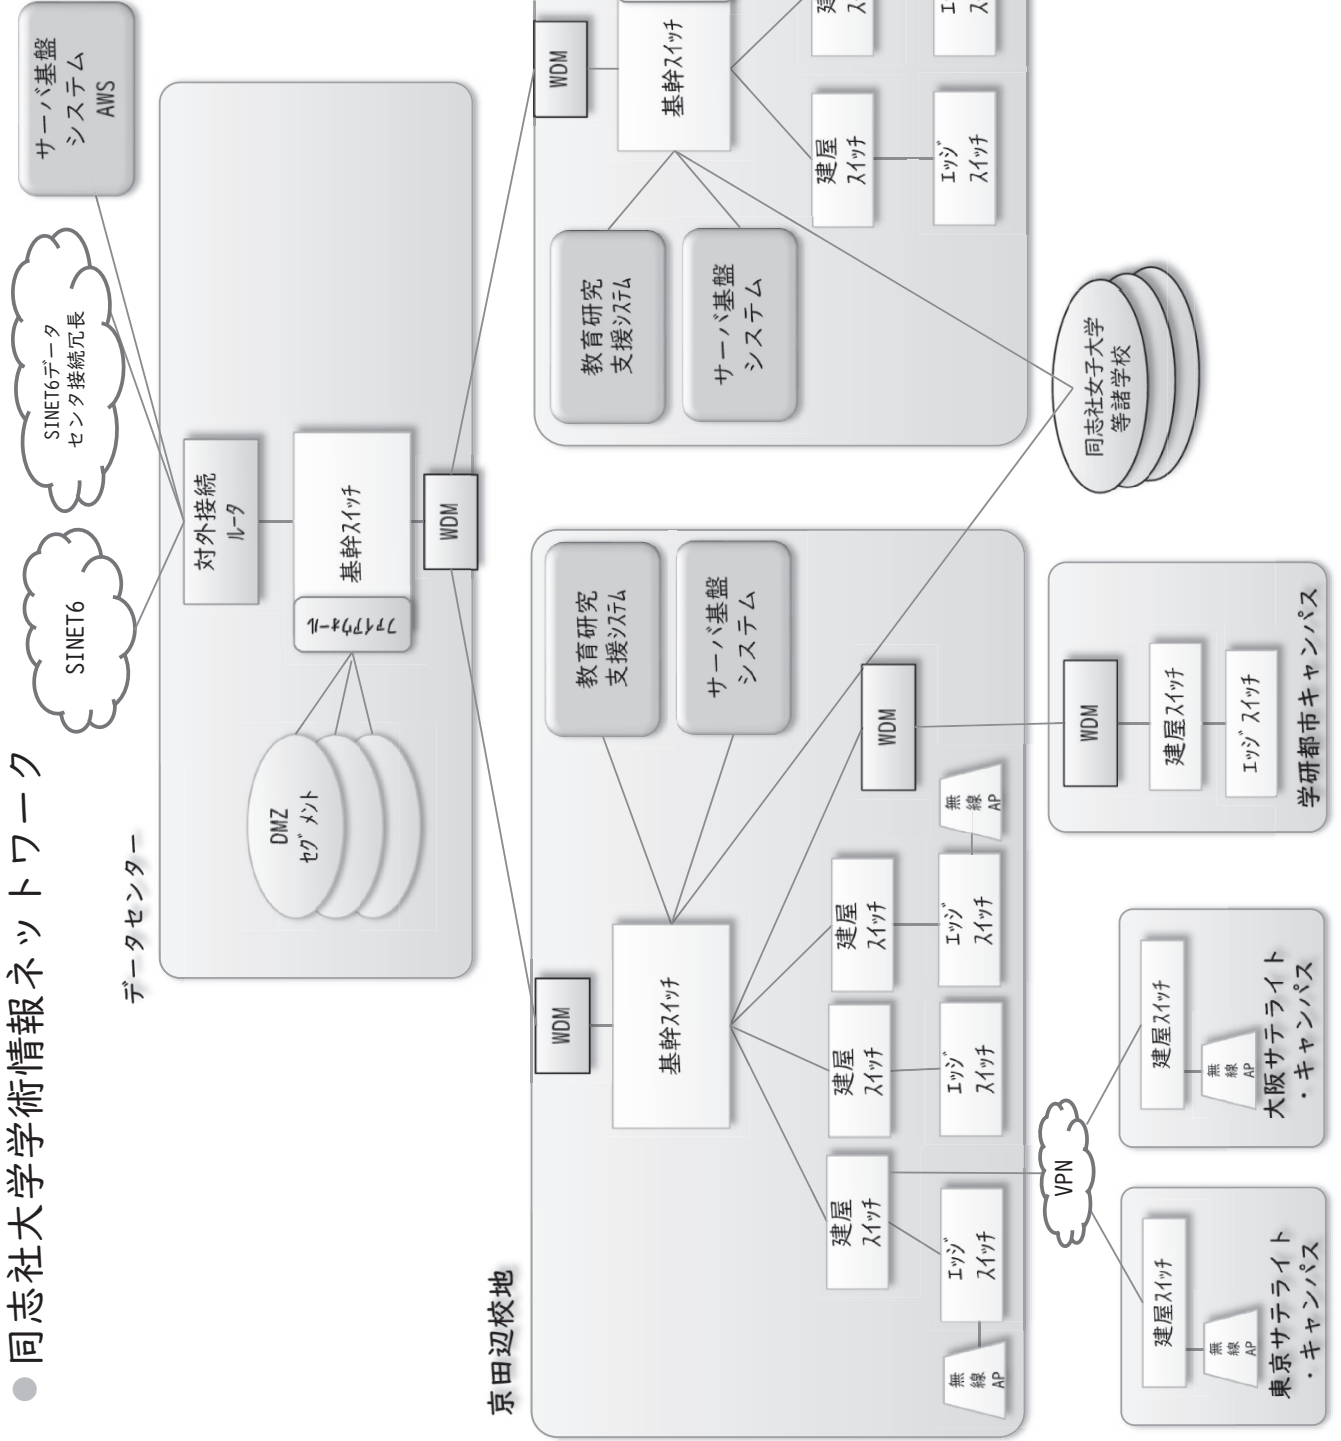 ● 同志社大学学術情報ネットワーク
データセンター
SINET6
SINET6データ
センタ接続冗長
サーバ基盤
システム
AWS
対外接続
ルータ
基幹スイッチ
ファイアウォール
DMZ
セグメント
WDM
京田辺校地
WDM
基幹スイッチ
教育研究
支援システム
サーバ基盤
システム
建屋
スイッチ
建屋
スイッチ
建屋
スイッチ
WDM
無
線
AP
エッジ
スイッチ
エッジ
スイッチ
エッジ
スイッチ
無
線
AP
WDM
基幹スイッチ
教育研究
支援システム
サーバ基盤
システム
建屋
スイッチ
エッジ
スイッチ
同志社女子大学
等諸学校
VPN
建屋スイッチ
無
線
AP
東京サテライト
・キャンパス
建屋スイッチ
無
線
AP
大阪サテライト
・キャンパス
WDM
建屋スイッチ
エッジスイッチ
学研都市キャンパス